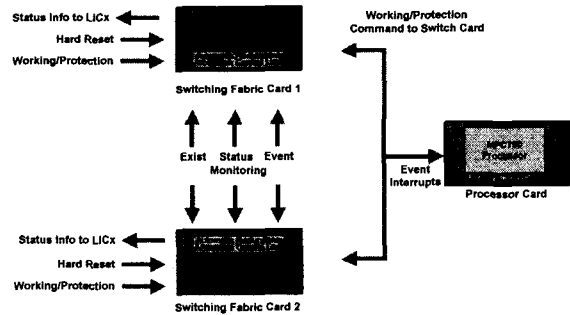 Status Info to LiCx
Hard Reset
Working/Protection
Switching Fabric Card 1
Working/Protection
Command to Switch Card
Exist
Status
Monitoring
Event
Event
Interrupts
Processor
Processor Card
Status Info to LiCx
Hard Reset
Working/Protection
Switching Fabric Card 2